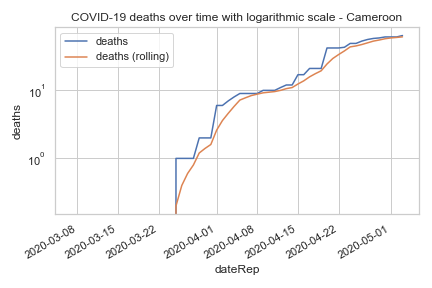 COVID-19 deaths over time with logarithmic scale - Cameroon
deaths
deaths (rolling)
10¹
10⁰
deaths
2020-03-08
2020-03-15
2020-03-22
2020-04-01
2020-04-08
2020-04-15
2020-04-22
2020-05-01
dateRep